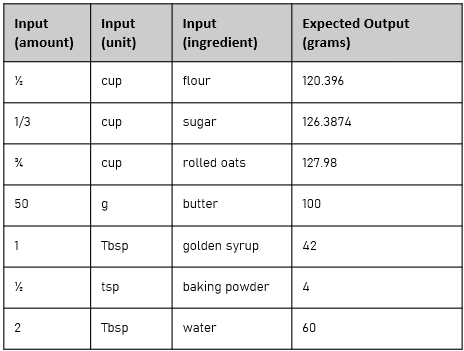 Input (amount) Input (unit) Input (ingredient) Expected Output (grams)
½ cup flour 120.396
1/3 cup sugar 126.3874
¾ cup rolled oats 127.98
50 g butter 100
1 Tbsp golden syrup 42
½ tsp baking powder 4
2 Tbsp water 60